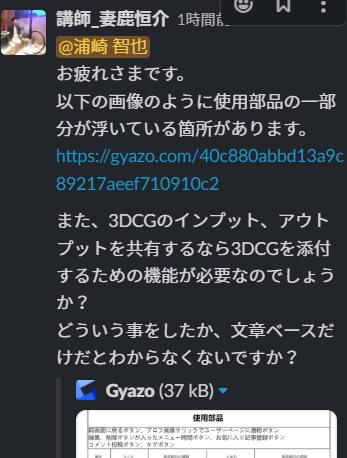 講師_妻鹿恒介 1時間前
@浦崎 智也
お疲れさまです。
以下の画像のように使用部品の一部
分が浮いている箇所があります。
https://gyazo.com/40c880abbd13a9c
89217aeef710910c2
また、3DCGのインプット、アウト
プットを共有するなら3DCGを添付
するための機能が必要なのでしょう
か？
どういう事をしたか、文章ベースだ
けだとわからなくないですか？
Gyazo (37 kB)
使用部品
前画面に戻るボタン、プロフ画像クリックでユーザーページに遷移ボタン
編集、削除ボタンが入ったメニュー開閉ボタン、お気に入り記事登録ボタン
コメント投稿ボタン、タグボタン